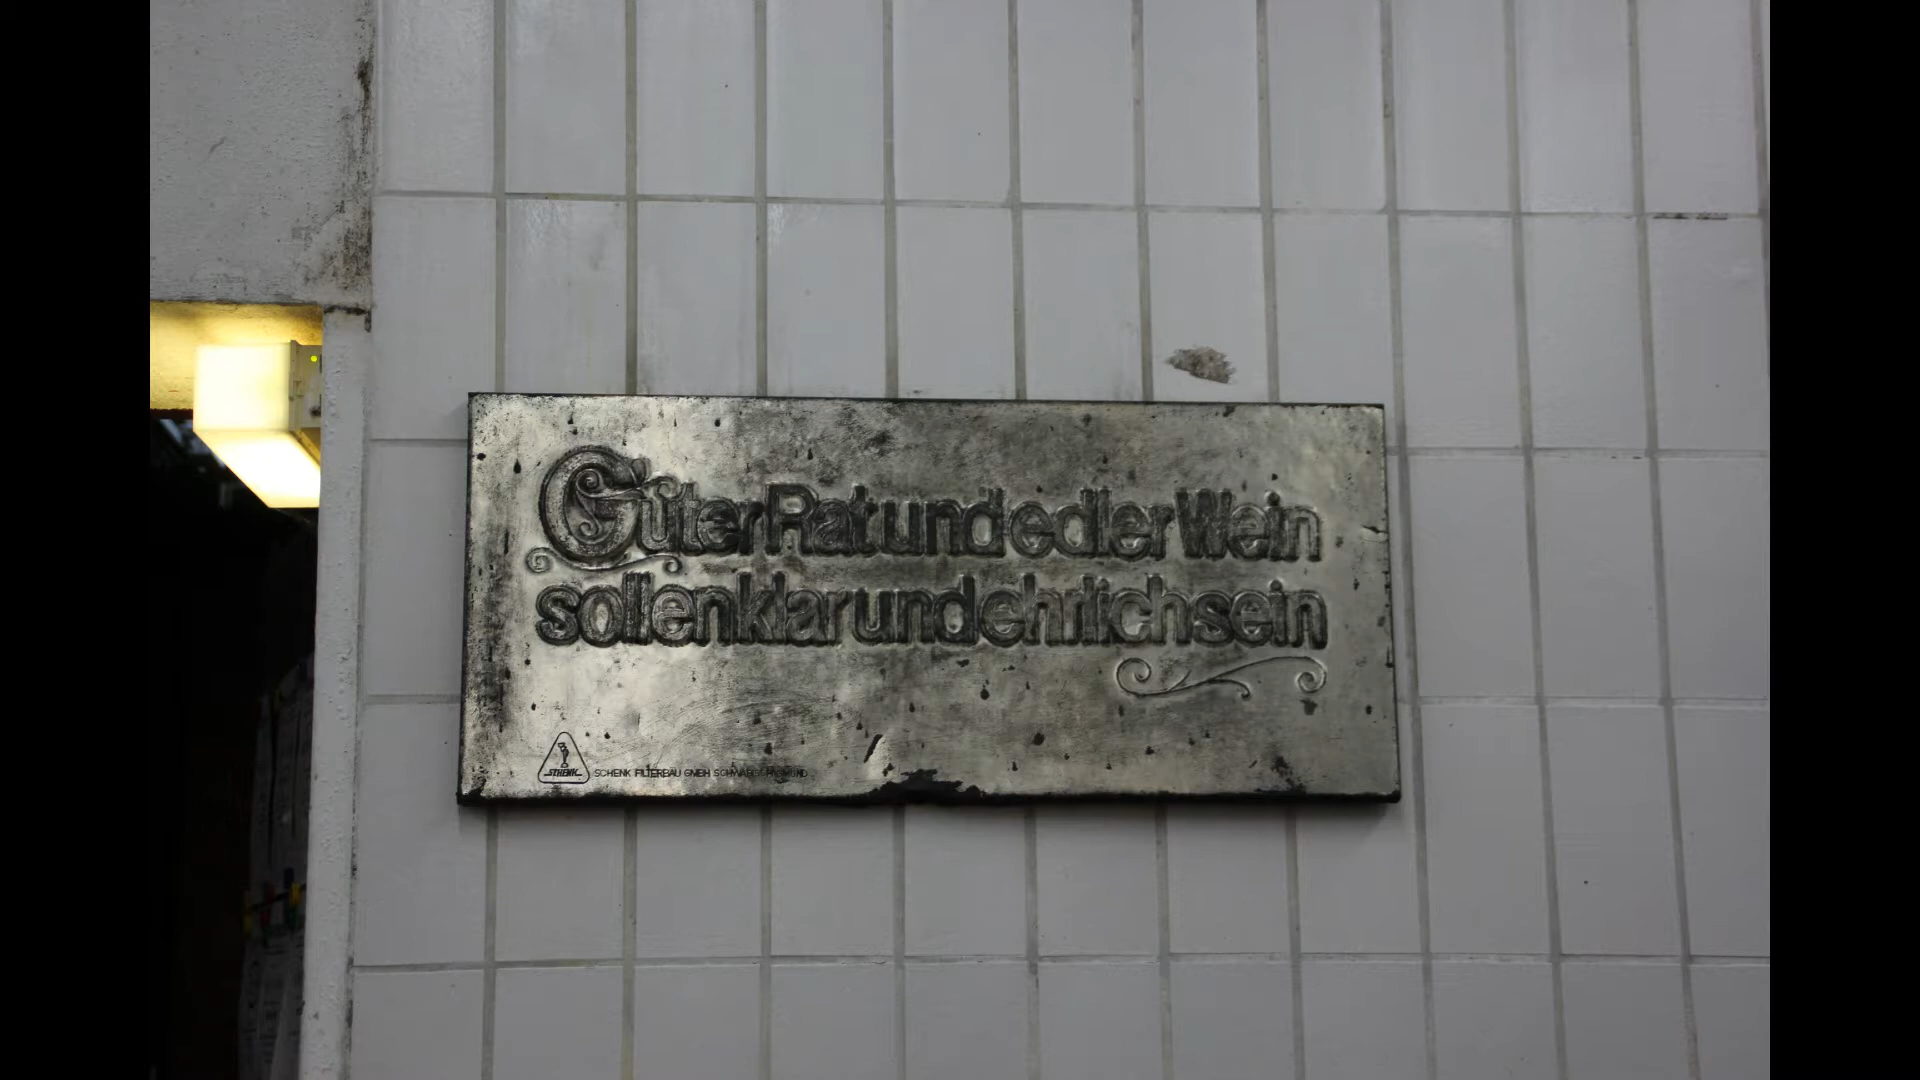 Guter Rat und edler Wein
sollen klar und ehrlich sein
SCHENK
SCHENK FILTERBAU GMBH SCHWÄBISCH GMÜND